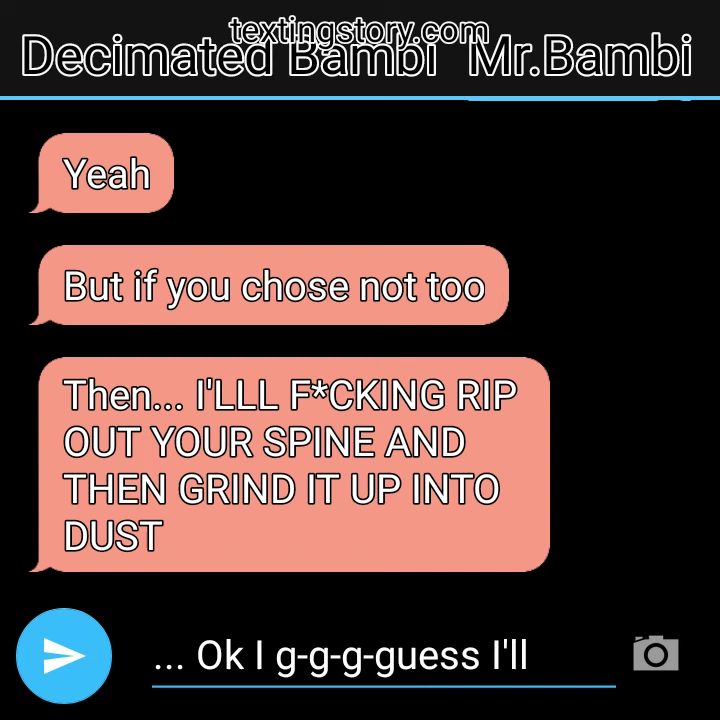 textingstory.com
Decimated Bambi Mr.Bambi
Yeah
But if you chose not too
Then... I'LLL F*CKING RIP
OUT YOUR SPINE AND
THEN GRIND IT UP INTO
DUST
... Ok I g-g-g-guess I'll